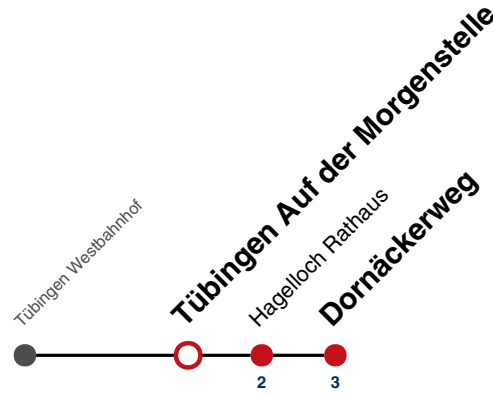 Tübingen Westbahnhof
Tübingen Auf der Morgenstelle
Hagelloch Rathaus
Dornäckerweg
2
3